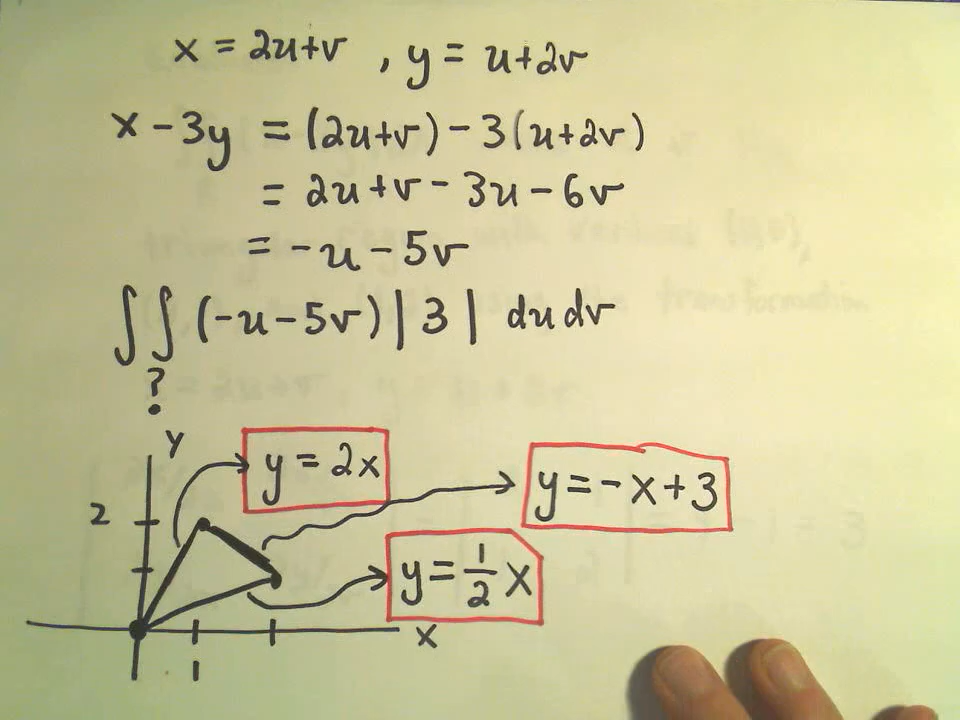 x = 2u+v , y = u+2v
x - 3y = (2u+v) - 3(u+2v)
= 2u+v - 3u - 6v
= -u - 5v
∫∫ (-u-5v) |3| du dv
?
y
y = 2x
y = -x+3
2
y = 1/2 x
x
1